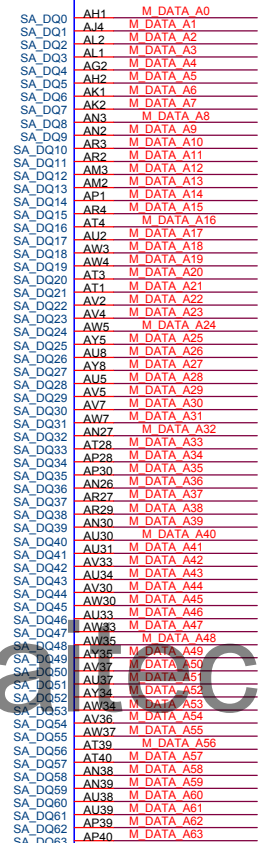 SA_DQ0 AH1 M_DATA_A0
SA_DQ1 AJ4 M_DATA_A1
SA_DQ2 AL2 M_DATA_A2
SA_DQ3 AL1 M_DATA_A3
SA_DQ4 AG2 M_DATA_A4
SA_DQ5 AH2 M_DATA_A5
SA_DQ6 AK1 M_DATA_A6
SA_DQ7 AK2 M_DATA_A7
SA_DQ8 AN3 M_DATA_A8
SA_DQ9 AN2 M_DATA_A9
SA_DQ10 AR3 M_DATA_A10
SA_DQ11 AR2 M_DATA_A11
SA_DQ12 AM3 M_DATA_A12
SA_DQ13 AM2 M_DATA_A13
SA_DQ14 AP1 M_DATA_A14
SA_DQ15 AR4 M_DATA_A15
SA_DQ16 AT4 M_DATA_A16
SA_DQ17 AU2 M_DATA_A17
SA_DQ18 AW3 M_DATA_A18
SA_DQ19 AW4 M_DATA_A19
SA_DQ20 AT3 M_DATA_A20
SA_DQ21 AT1 M_DATA_A21
SA_DQ22 AV2 M_DATA_A22
SA_DQ23 AV4 M_DATA_A23
SA_DQ24 AW5 M_DATA_A24
SA_DQ25 AY5 M_DATA_A25
SA_DQ26 AU8 M_DATA_A26
SA_DQ27 AY8 M_DATA_A27
SA_DQ28 AU5 M_DATA_A28
SA_DQ29 AV5 M_DATA_A29
SA_DQ30 AV7 M_DATA_A30
SA_DQ31 AW7 M_DATA_A31
SA_DQ32 AN27 M_DATA_A32
SA_DQ33 AT28 M_DATA_A33
SA_DQ34 AP28 M_DATA_A34
SA_DQ35 AP30 M_DATA_A35
SA_DQ36 AN26 M_DATA_A36
SA_DQ37 AR27 M_DATA_A37
SA_DQ38 AR29 M_DATA_A38
SA_DQ39 AN30 M_DATA_A39
SA_DQ40 AU30 M_DATA_A40
SA_DQ41 AU31 M_DATA_A41
SA_DQ42 AV33 M_DATA_A42
SA_DQ43 AU34 M_DATA_A43
SA_DQ44 AV30 M_DATA_A44
SA_DQ45 AW30 M_DATA_A45
SA_DQ46 AU33 M_DATA_A46
SA_DQ47 AW33 M_DATA_A47
SA_DQ48 AW35 M_DATA_A48
SA_DQ49 AY35 M_DATA_A49
SA_DQ50 AV37 M_DATA_A50
SA_DQ51 AU37 M_DATA_A51
SA_DQ52 AY34 M_DATA_A52
SA_DQ53 AW34 M_DATA_A53
SA_DQ54 AV36 M_DATA_A54
SA_DQ55 AW37 M_DATA_A55
SA_DQ56 AT39 M_DATA_A56
SA_DQ57 AT40 M_DATA_A57
SA_DQ58 AN38 M_DATA_A58
SA_DQ59 AN39 M_DATA_A59
SA_DQ60 AU38 M_DATA_A60
SA_DQ61 AU39 M_DATA_A61
SA_DQ62 AP39 M_DATA_A62
SA_DQ63 AP40 M_DATA_A63
aitec